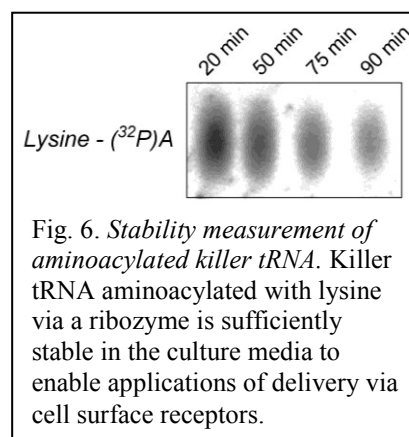 20 min 50 min 75 min 90 min
Lysine - (³²P)A
Fig. 6. Stability measurement of
aminoacylated killer tRNA. Killer
tRNA aminoacylated with lysine
via a ribozyme is sufficiently
stable in the culture media to
enable applications of delivery via
cell surface receptors.